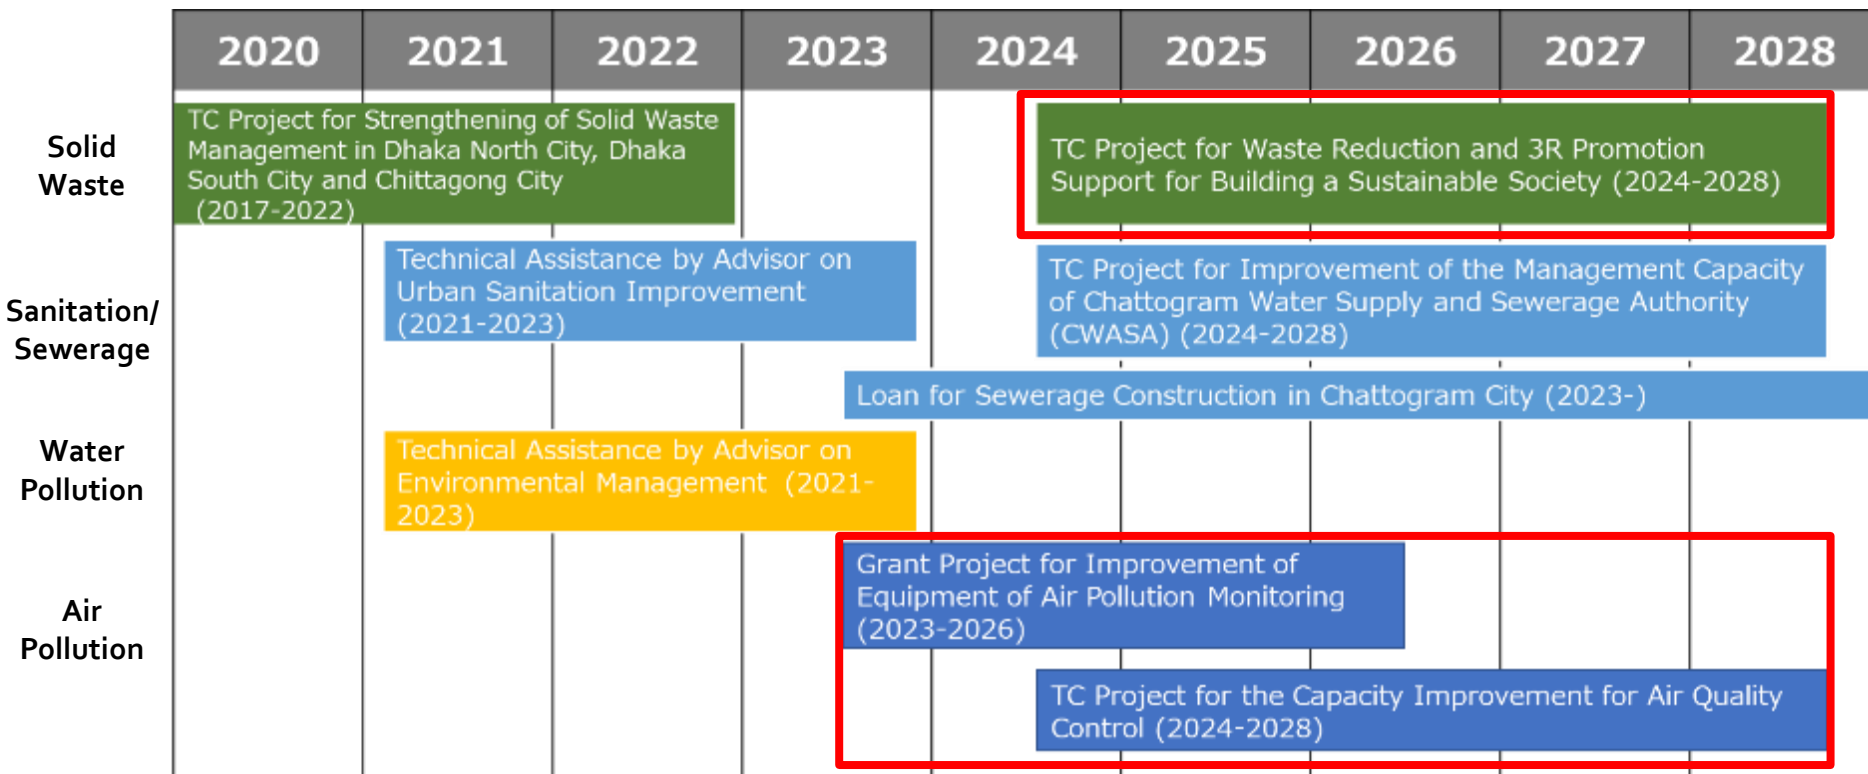 2020 2021 2022 2023 2024 2025 2026 2027 2028
Solid
Waste
TC Project for Strengthening of Solid Waste
Management in Dhaka North City, Dhaka
South City and Chittagong City
(2017-2022)
TC Project for Waste Reduction and 3R Promotion
Support for Building a Sustainable Society (2024-2028)
Sanitation/
Sewerage
Technical Assistance by Advisor on
Urban Sanitation Improvement
(2021-2023)
TC Project for Improvement of the Management Capacity
of Chattogram Water Supply and Sewerage Authority
(CWASA) (2024-2028)
Loan for Sewerage Construction in Chattogram City (2023-)
Water
Pollution
Technical Assistance by Advisor on
Environmental Management (2021-
2023)
Air
Pollution
Grant Project for Improvement of
Equipment of Air Pollution Monitoring
(2023-2026)
TC Project for the Capacity Improvement for Air Quality
Control (2024-2028)